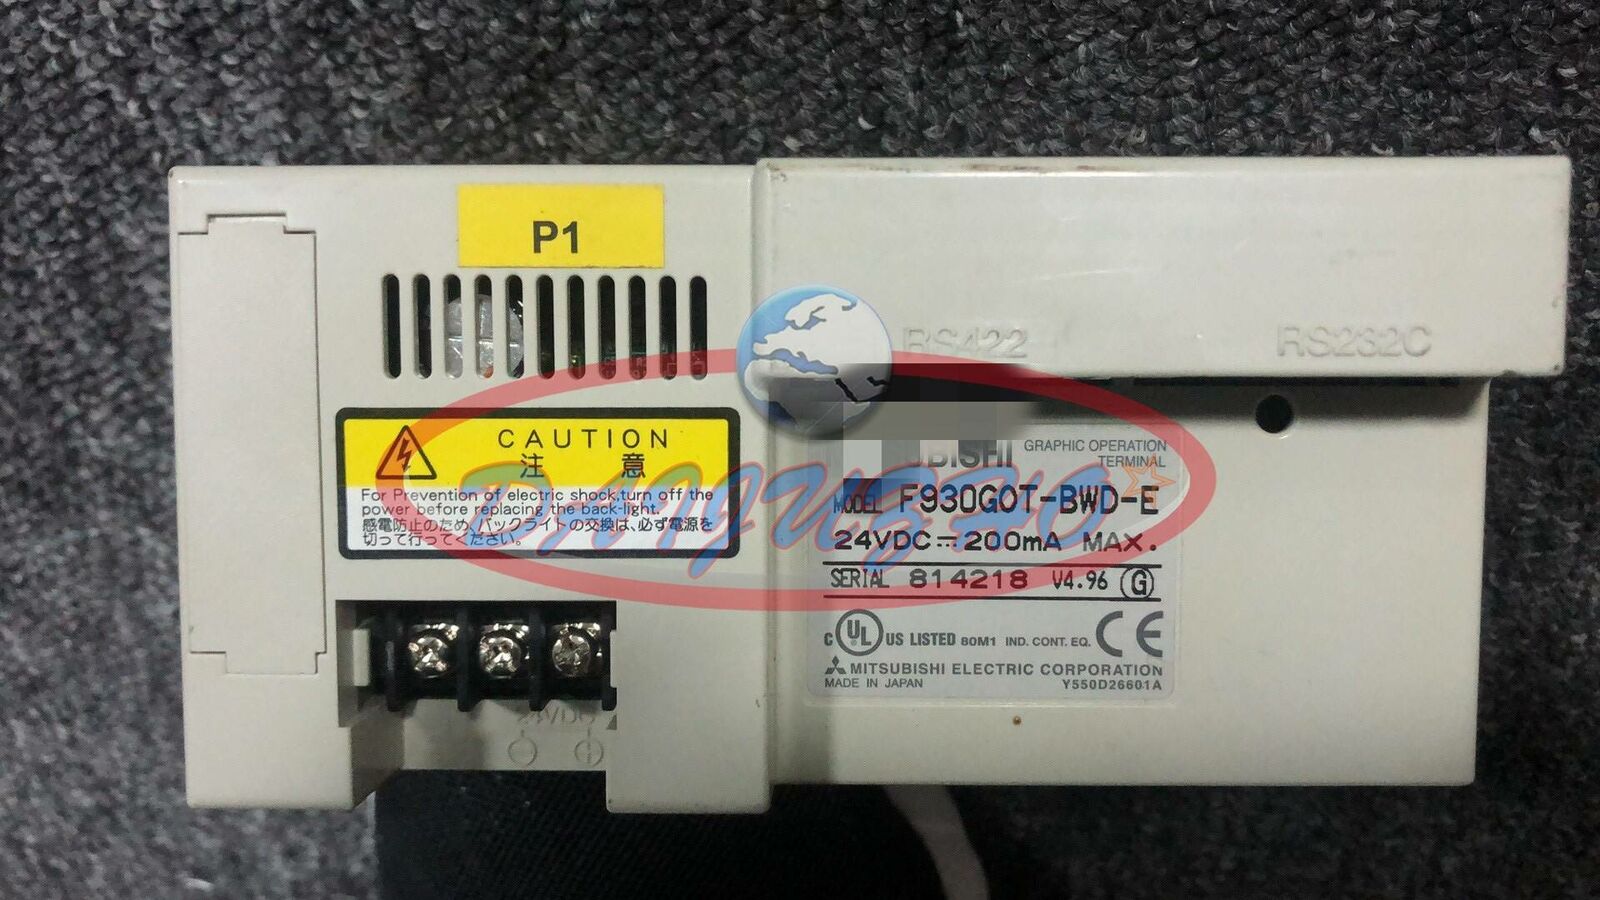 P1
RS422
RS232C
CAUTION
注 意
For Prevention of electric shock,turn off the
power before replacing the back-light.
感電防止のため、バックライトの交換は、必ず電源を
切って行ってください。
DAIJUZHO
GRAPHIC OPERATION
TERMINAL
MODEL F930GOT-BWD-E
24VDC 200mA MAX.
SERIAL 814218 V4.96 G
C UL US LISTED 80M1 IND. CONT. EQ. CE
MITSUBISHI ELECTRIC CORPORATION
MADE IN JAPAN Y550D26601A
24VDC